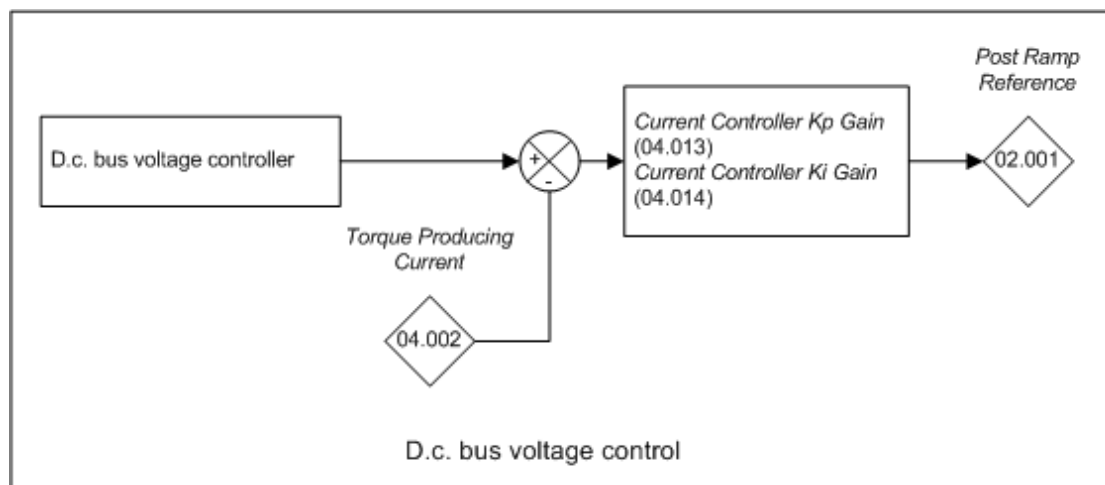 Post Ramp
Reference
D.c. bus voltage controller
+
-
Current Controller Kp Gain
(04.013)
Current Controller Ki Gain
(04.014)
02.001
Torque Producing
Current
04.002
D.c. bus voltage control